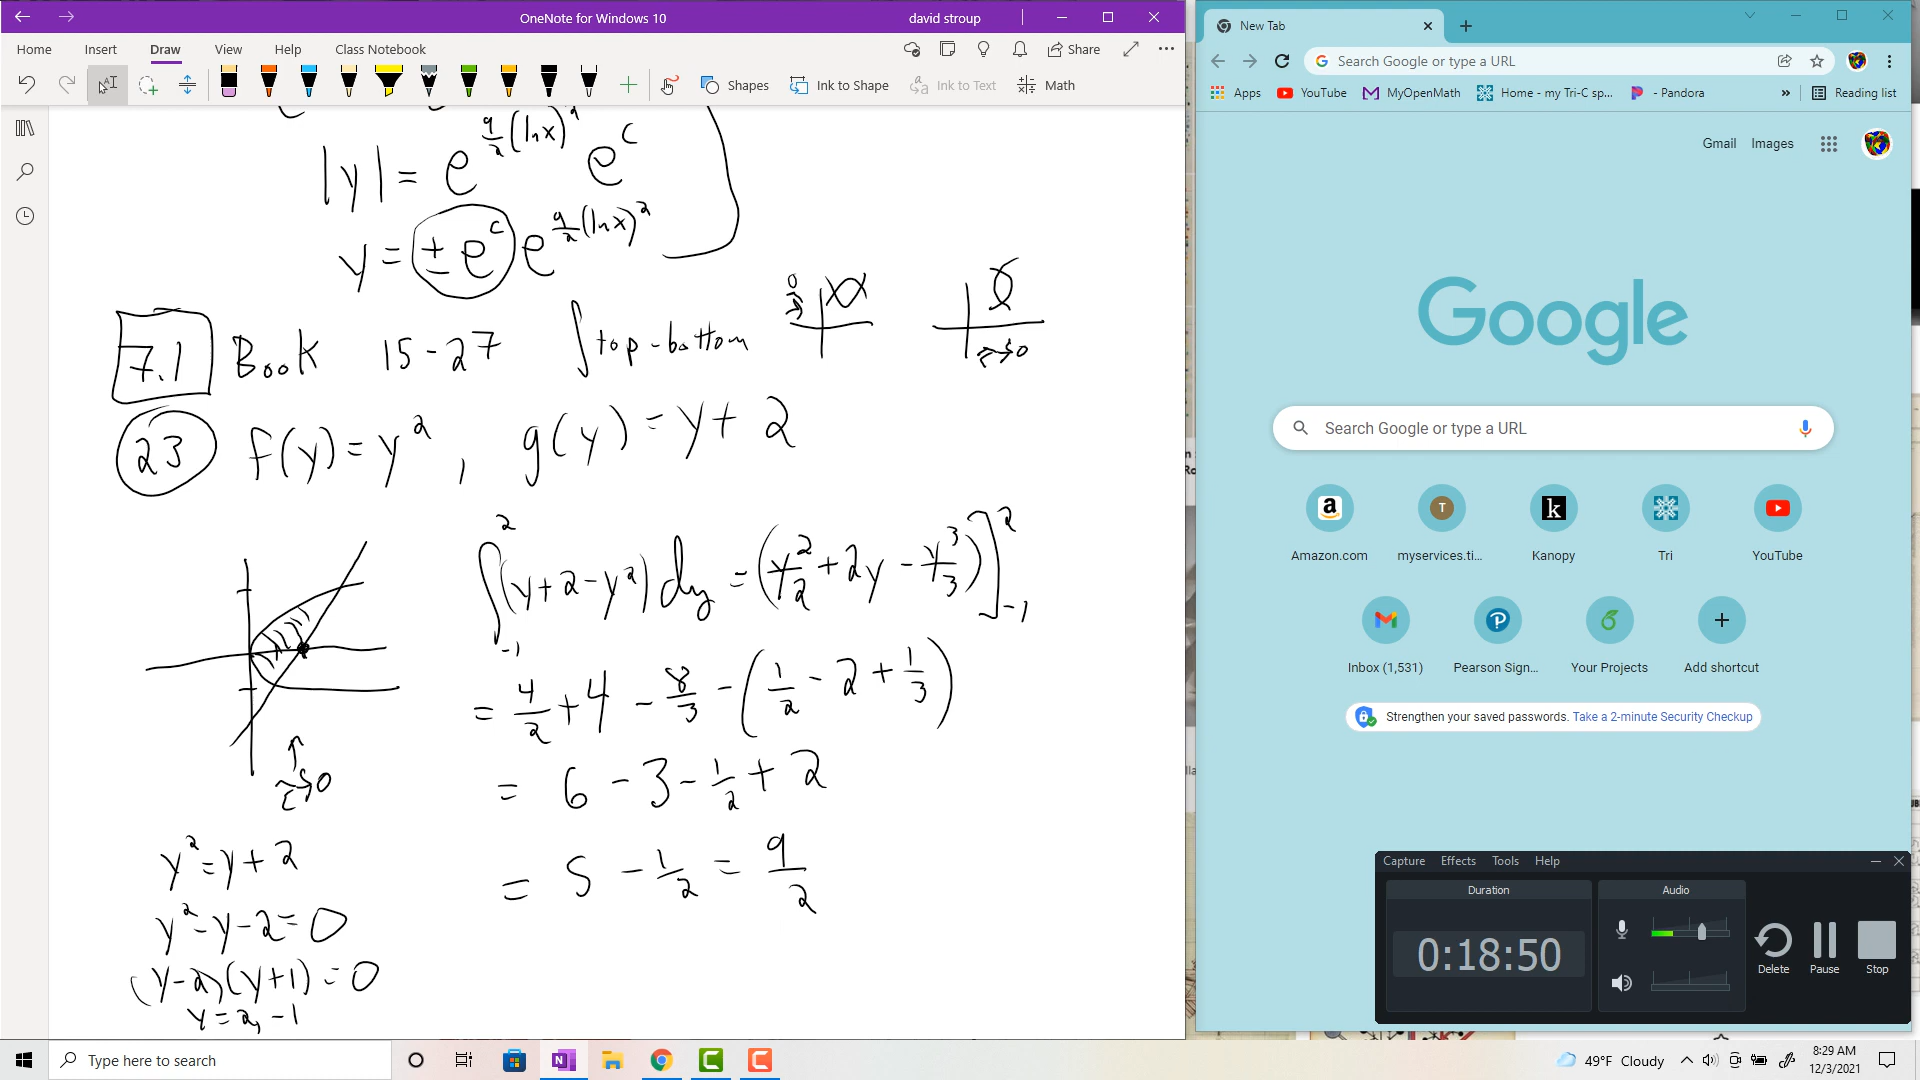 OneNote for Windows 10
david stroup
Home Insert Draw View Help Class Notebook Share
Shapes Ink to Shape Ink to Text Math
|y| = e^{9/2 (ln x)^2} e^c
y = ± e^c e^{9/2 (ln x)^2}
7.1 Book 15-27 ∫ top - bottom
23 f(y) = y^2 , g(y) = y + 2
∫_{-1}^{2} (y + 2 - y^2) dy = (y^2/2 + 2y - y^3/3) ]_{-1}^{2}
= 4/2 + 4 - 8/3 - (1/2 - 2 + 1/3)
= 6 - 3 - 1/2 + 2
= 5 - 1/2 = 9/2
y^2 = y + 2
y^2 - y - 2 = 0
(y-2)(y+1) = 0
y = 2, -1
New Tab
Search Google or type a URL
Apps YouTube MyOpenMath Home - my Tri-C sp... - Pandora » Reading list
Gmail Images
Google
Search Google or type a URL
Amazon.com myservices.ti... Kanopy Tri YouTube
Inbox (1,531) Pearson Sign... Your Projects Add shortcut
Strengthen your saved passwords. Take a 2-minute Security Checkup
Capture Effects Tools Help
Duration Audio
0:18:50
Delete Pause Stop
Type here to search
49°F Cloudy
8:29 AM
12/3/2021